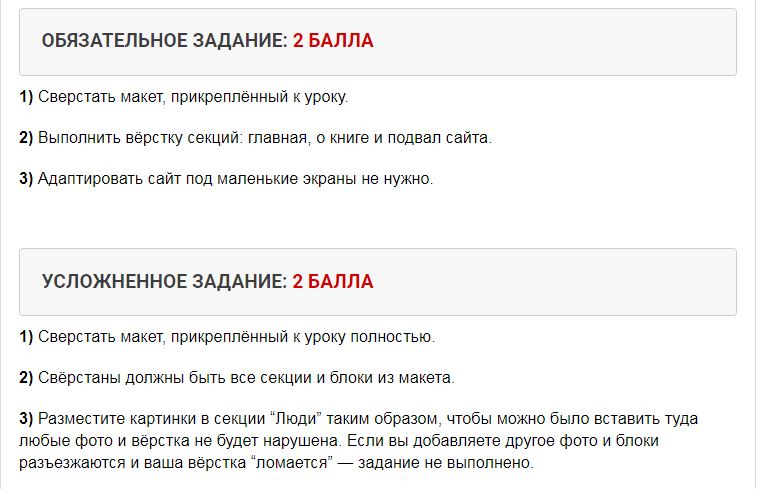 ОБЯЗАТЕЛЬНОЕ ЗАДАНИЕ: 2 БАЛЛА
1) Сверстать макет, прикреплённый к уроку.
2) Выполнить вёрстку секций: главная, о книге и подвал сайта.
3) Адаптировать сайт под маленькие экраны не нужно.
УСЛОЖНЕННОЕ ЗАДАНИЕ: 2 БАЛЛА
1) Сверстать макет, прикреплённый к уроку полностью.
2) Свёрстаны должны быть все секции и блоки из макета.
3) Разместите картинки в секции “Люди” таким образом, чтобы можно было вставить туда
любые фото и вёрстка не будет нарушена. Если вы добавляете другое фото и блоки
разъезжаются и ваша вёрстка “ломается” — задание не выполнено.